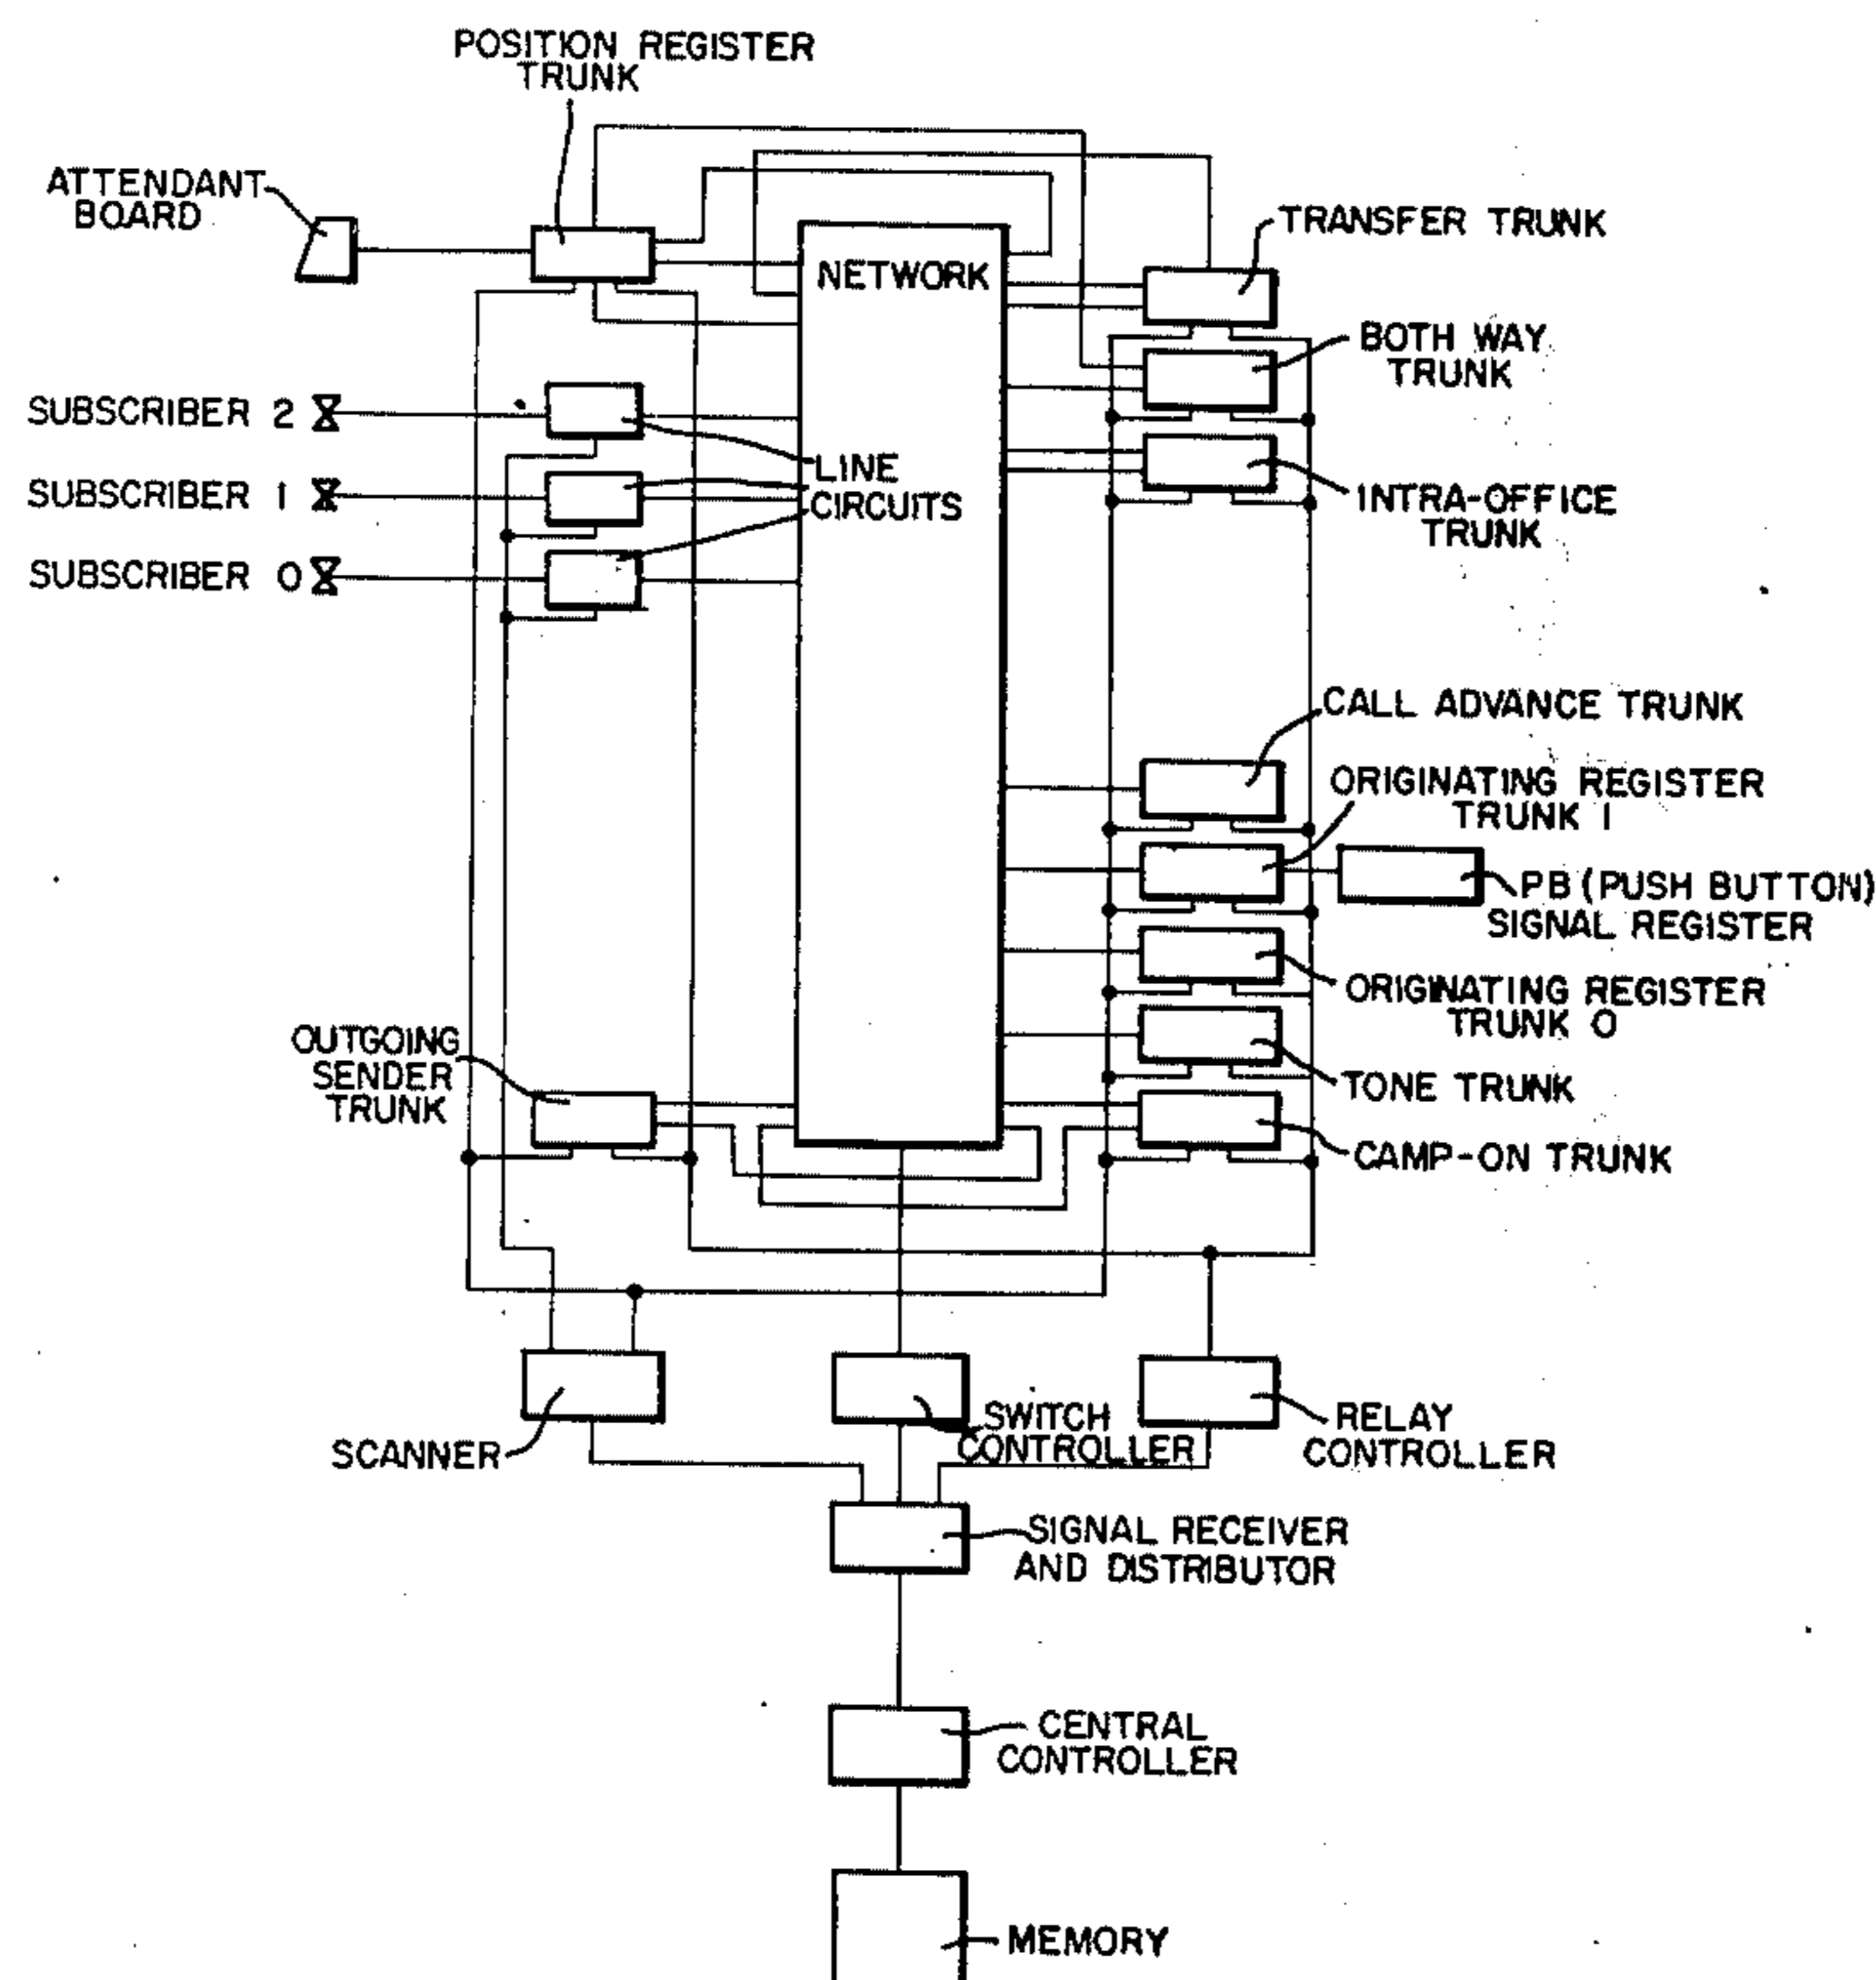 POSITION REGISTER
TRUNK
ATTENDANT
BOARD
NETWORK
TRANSFER TRUNK
BOTH WAY
TRUNK
SUBSCRIBER 2
LINE
CIRCUITS
SUBSCRIBER 1
INTRA-OFFICE
TRUNK
SUBSCRIBER 0
CALL ADVANCE TRUNK
ORIGINATING REGISTER
TRUNK 1
PB (PUSH BUTTON)
SIGNAL REGISTER
ORIGINATING REGISTER
TRUNK 0
OUTGOING
SENDER
TRUNK
TONE TRUNK
CAMP-ON TRUNK
SCANNER
SWITCH
CONTROLLER
RELAY
CONTROLLER
SIGNAL RECEIVER
AND DISTRIBUTOR
CENTRAL
CONTROLLER
MEMORY